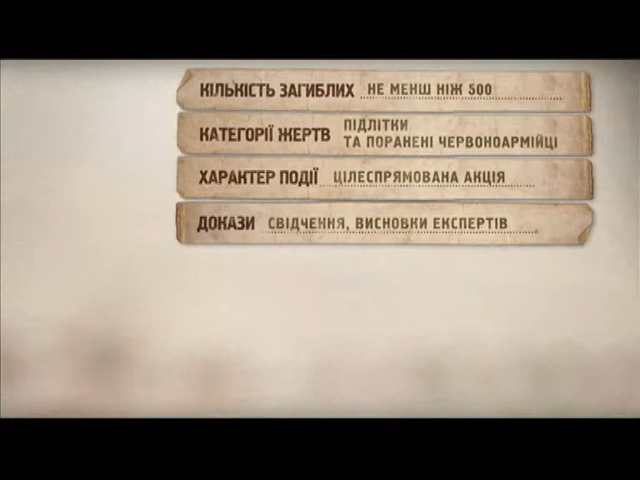 КІЛЬКІСТЬ ЗАГИБЛИХ НЕ МЕНШ НІЖ 500
КАТЕГОРІЇ ЖЕРТВ ПІДЛІТКИ
ТА ПОРАНЕНІ ЧЕРВОНОАРМІЙЦІ
ХАРАКТЕР ПОДІЇ ЦІЛЕСПРЯМОВАНА АКЦІЯ
ДОКАЗИ СВІДЧЕННЯ, ВИСНОВКИ ЕКСПЕРТІВ